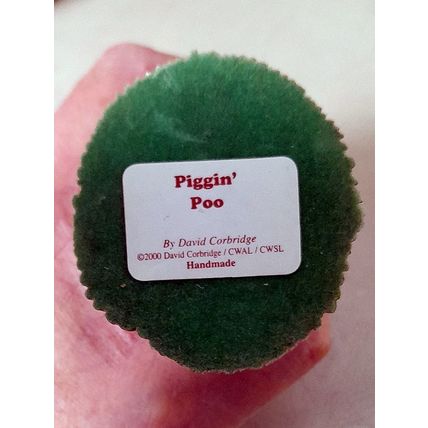 Piggin'
Poo
By David Corbridge
©2000 David Corbridge / CWAL / CWSL
Handmade